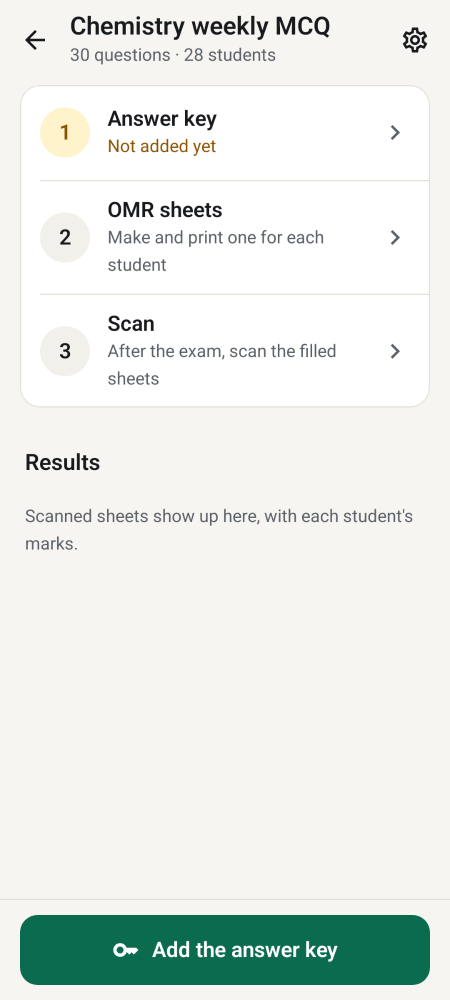 Chemistry weekly MCQ
30 questions · 28 students
1
Answer key
Not added yet
2
OMR sheets
Make and print one for each
student
3
Scan
After the exam, scan the filled
sheets
Results
Scanned sheets show up here, with each student's
marks.
Add the answer key